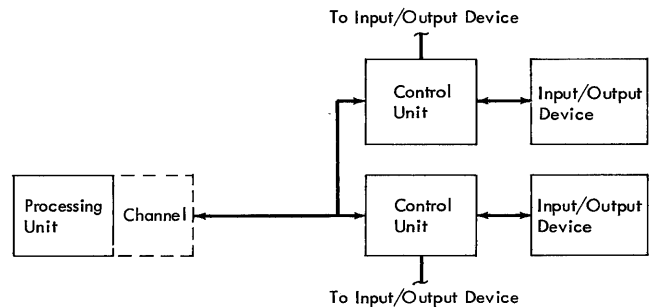 To Input/Output Device
Control
Unit
Input/Output
Device
Processing
Unit
Channel
Control
Unit
Input/Output
Device
To Input/Output Device